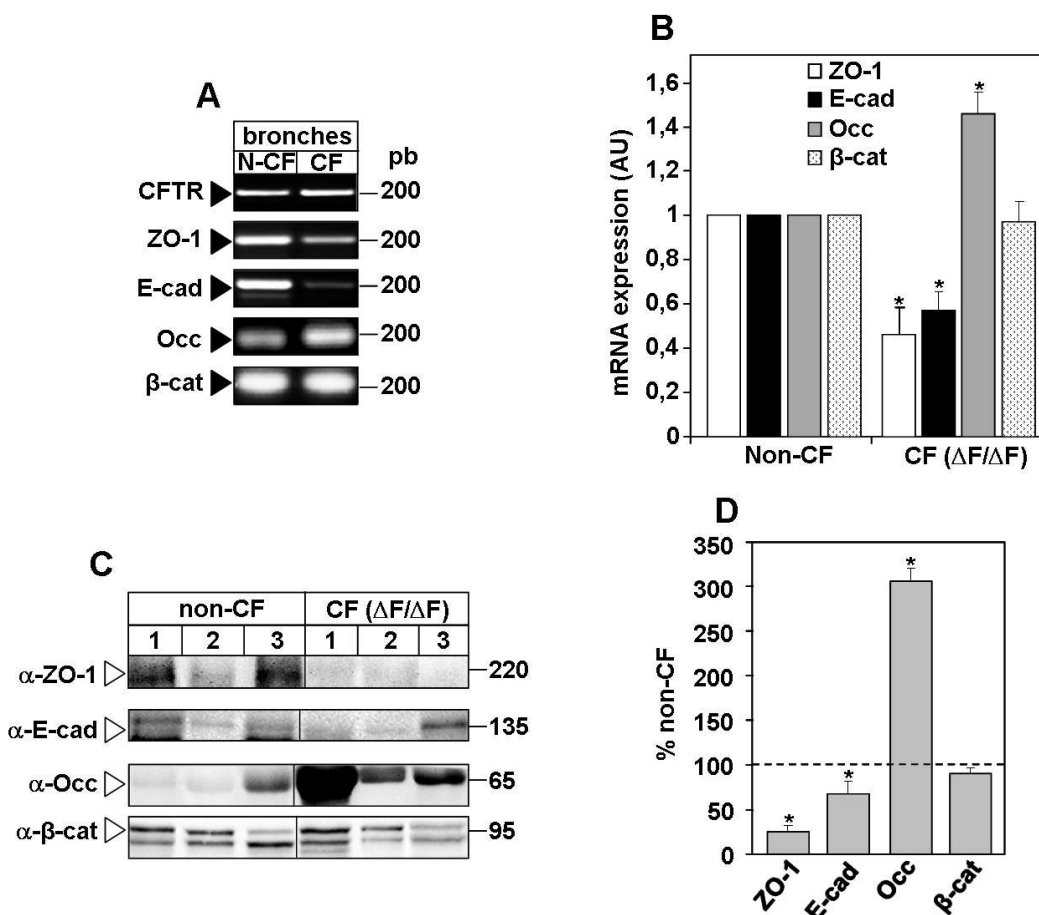 A
bronches
N-CF CF pb
CFTR 200
ZO-1 200
E-cad 200
Occ 200
β-cat 200
B
mRNA expression (AU)
1,6
1,4
1,2
1
0,8
0,6
0,4
0,2
0
ZO-1
E-cad
Occ
β-cat
*
* *
Non-CF CF (ΔF/ΔF)
C
non-CF CF (ΔF/ΔF)
1 2 3 1 2 3
α-ZO-1 220
α-E-cad 135
α-Occ 65
α-β-cat 95
D
% non-CF
350
300
250
200
150
100
50
0
*
*
*
ZO-1 E-cad Occ β-cat